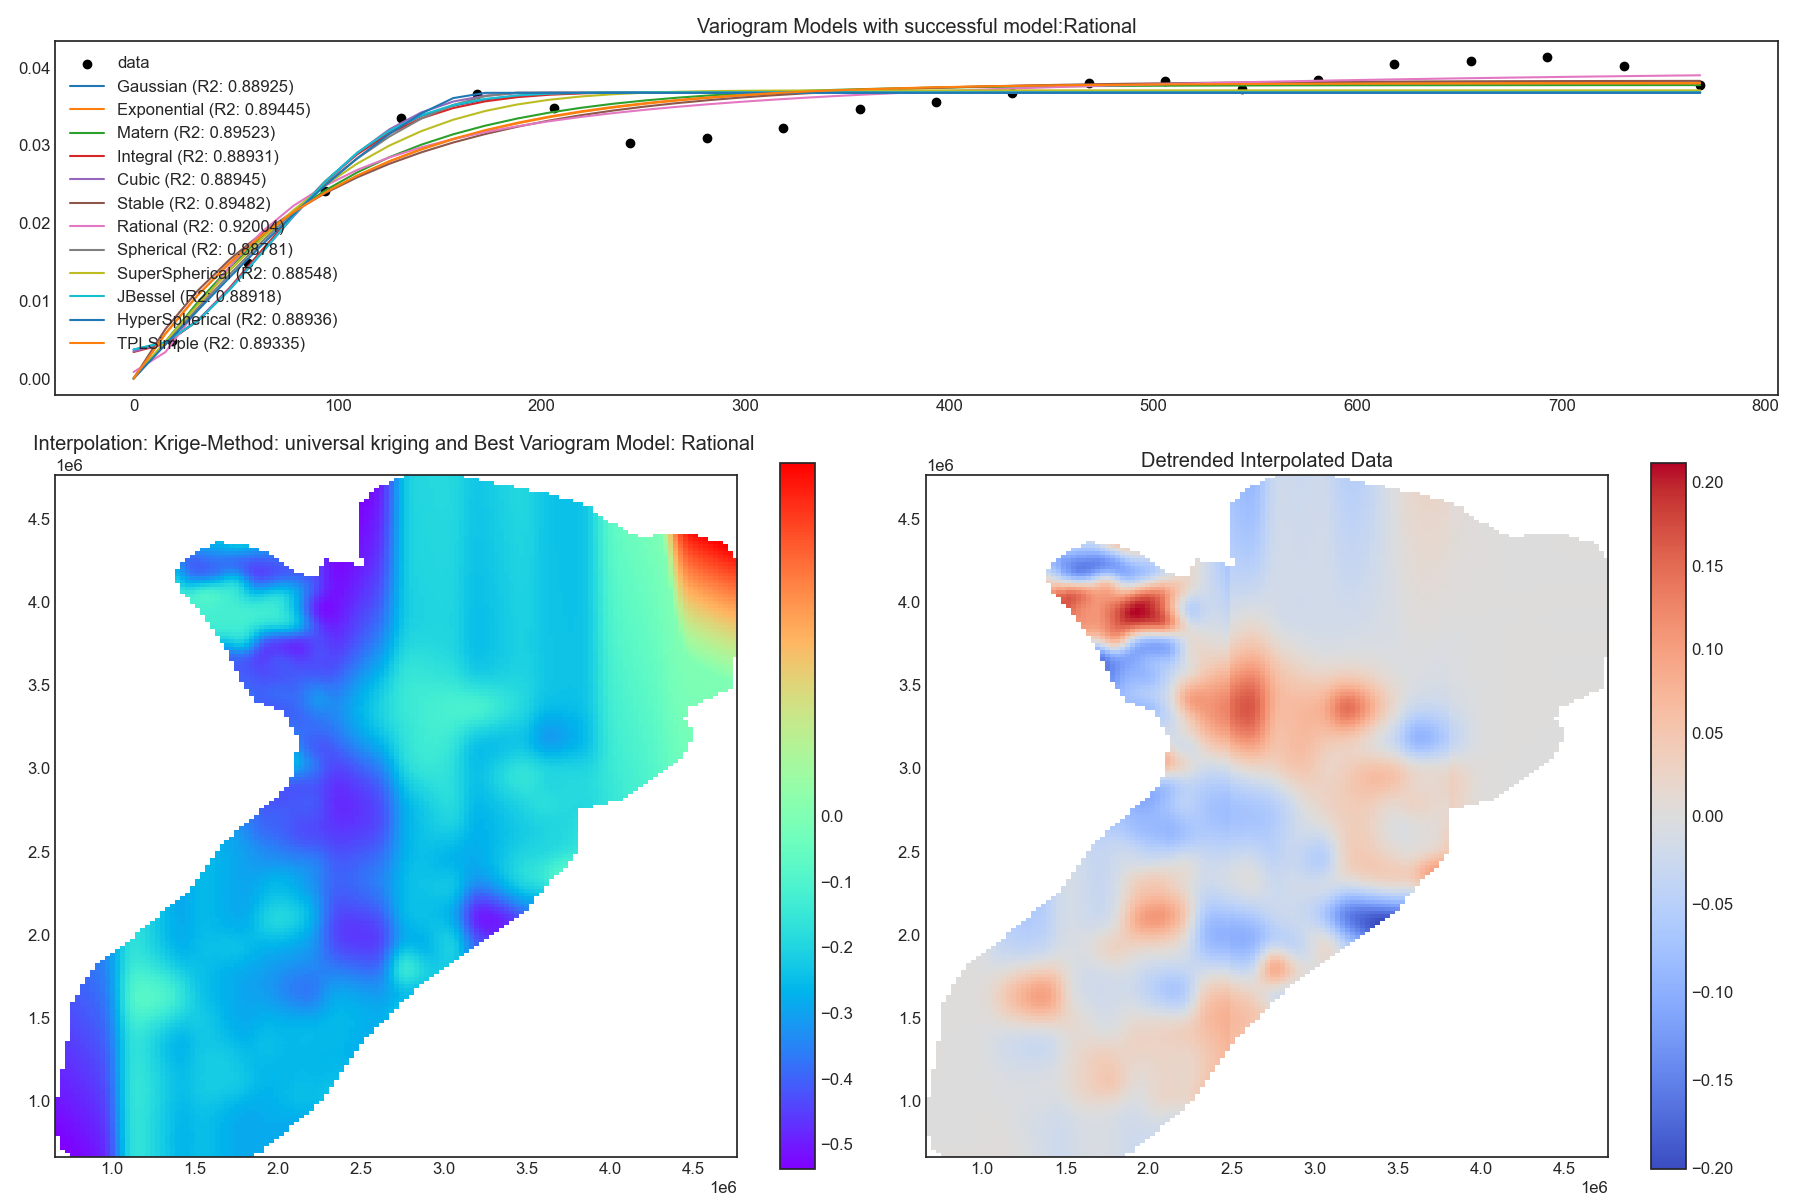 Variogram Models with successful model:Rational
0.04
0.03
0.02
0.01
0.00
data
Gaussian (R2: 0.88925)
Exponential (R2: 0.89445)
Matern (R2: 0.89523)
Integral (R2: 0.88931)
Cubic (R2: 0.88945)
Stable (R2: 0.89482)
Rational (R2: 0.92004)
Spherical (R2: 0.88781)
SuperSpherical (R2: 0.88548)
JBessel (R2: 0.88918)
HyperSpherical (R2: 0.88936)
TPLSimple (R2: 0.89335)
0 100 200 300 400 500 600 700 800
Interpolation: Krige-Method: universal kriging and Best Variogram Model: Rational
1e6
4.5
4.0
3.5
3.0
2.5
2.0
1.5
1.0
1.0 1.5 2.0 2.5 3.0 3.5 4.0 4.5
1e6
0.0
−0.1
−0.2
−0.3
−0.4
−0.5
Detrended Interpolated Data
1e6
4.5
4.0
3.5
3.0
2.5
2.0
1.5
1.0
1.0 1.5 2.0 2.5 3.0 3.5 4.0 4.5
1e6
0.20
0.15
0.10
0.05
0.00
−0.05
−0.10
−0.15
−0.20